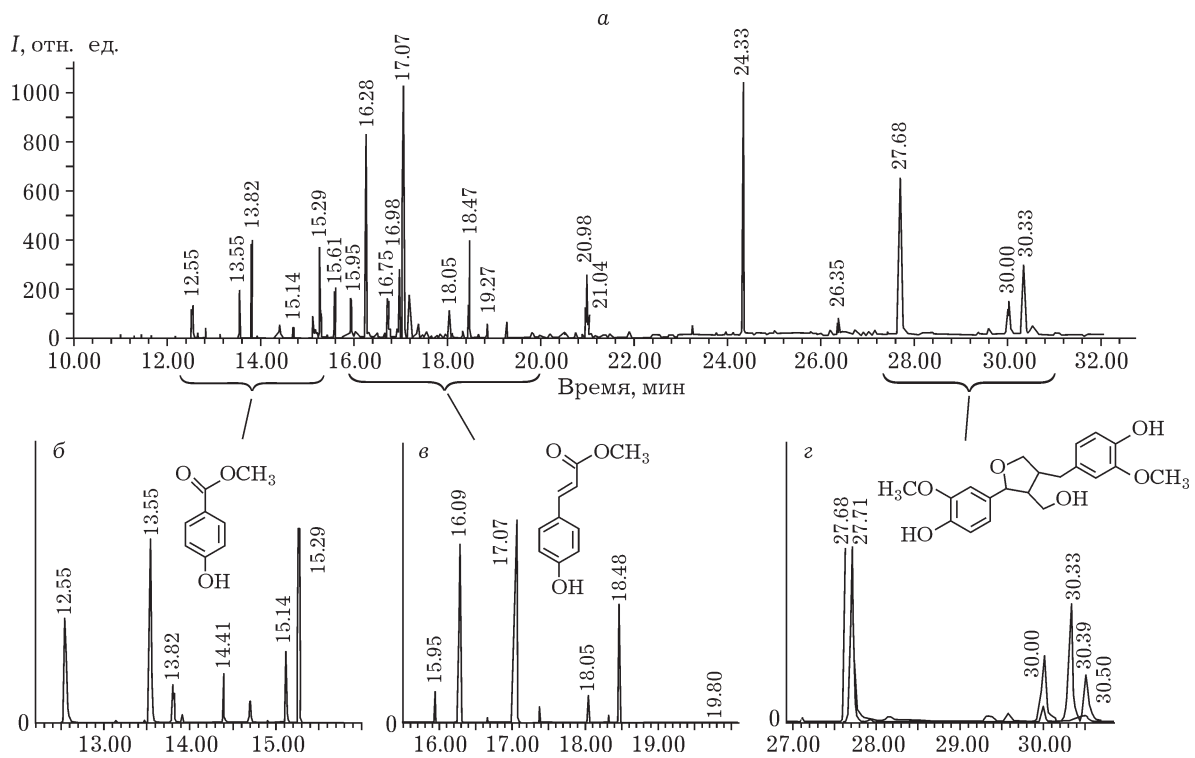 а
I, отн. ед.
1000
800
600
400
200
0
12.55
13.55
13.82
15.14
15.29
15.61
15.95
16.28
16.75
16.98
17.07
18.05
18.47
19.27
20.98
21.04
24.33
26.35
27.68
30.00
30.33
10.00 12.00 14.00 16.00 18.00 20.00 22.00 24.00 26.00 28.00 30.00 32.00
Время, мин
б
12.55
13.55
13.82
14.41
15.14
15.29
O
OCH3
OH
0
13.00 14.00 15.00
в
15.95
16.09
17.07
18.05
18.48
19.80
O
OCH3
OH
0
16.00 17.00 18.00 19.00
г
27.68
27.71
30.00
30.33
30.39
30.50
OH
OCH3
O
H3CO
OH
HO
0
27.00 28.00 29.00 30.00